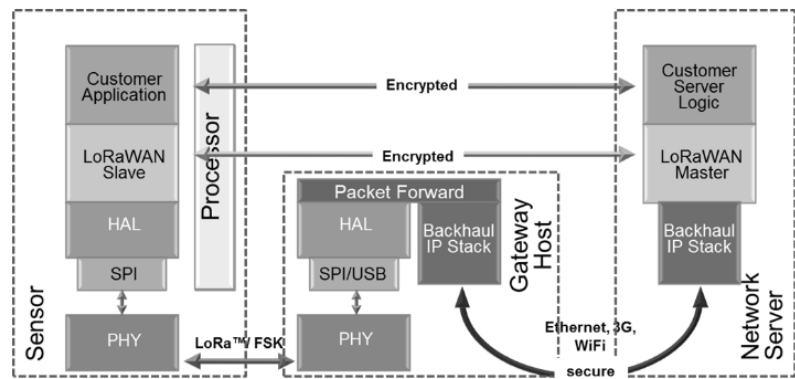 Customer
Application
LoRaWAN
Slave
HAL
SPI
PHY
Processor
Sensor
Encrypted
Encrypted
LoRa™/ FSK
Packet Forward
HAL
SPI/USB
PHY
Backhaul
IP Stack
Gateway
Host
Ethernet, 3G,
WiFi
secure
Customer
Server
Logic
LoRaWAN
Master
Backhaul
IP Stack
Network
Server